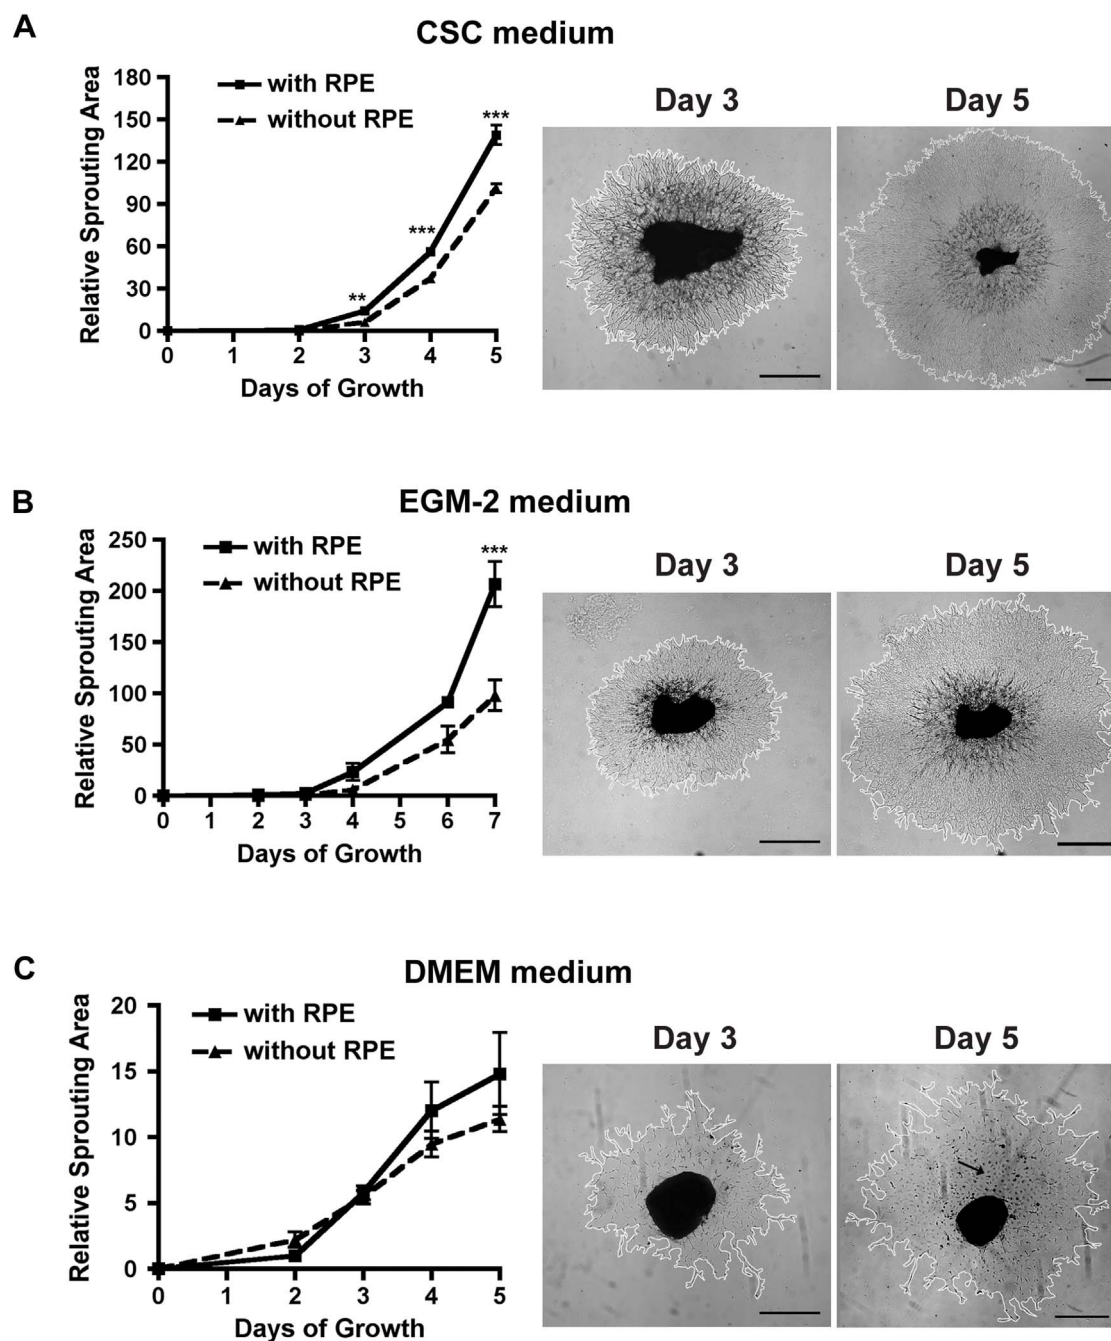 A
CSC medium
with RPE
without RPE
Relative Sprouting Area
180
150
120
90
60
30
0
**
***
***
0 1 2 3 4 5
Days of Growth
Day 3
Day 5
B
EGM-2 medium
with RPE
without RPE
Relative Sprouting Area
250
200
150
100
50
0
***
0 1 2 3 4 5 6 7
Days of Growth
Day 3
Day 5
C
DMEM medium
with RPE
without RPE
Relative Sprouting Area
20
15
10
5
0
0 1 2 3 4 5
Days of Growth
Day 3
Day 5